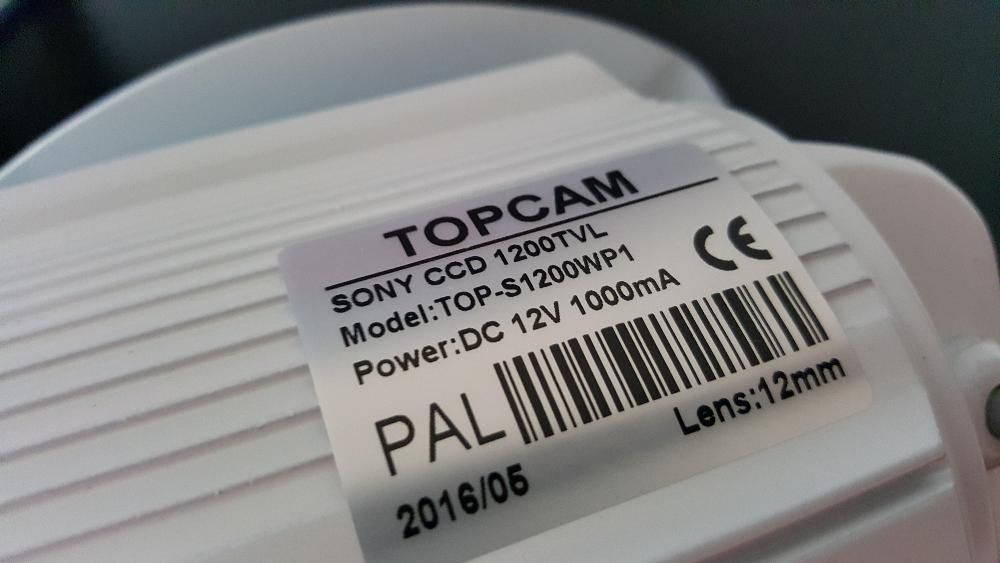 TOPCAM
SONY CCD 1200TVL
Model:TOP-S1200WP1
Power:DC 12V 1000mA
CE
PAL
Lens:12mm
2016/05